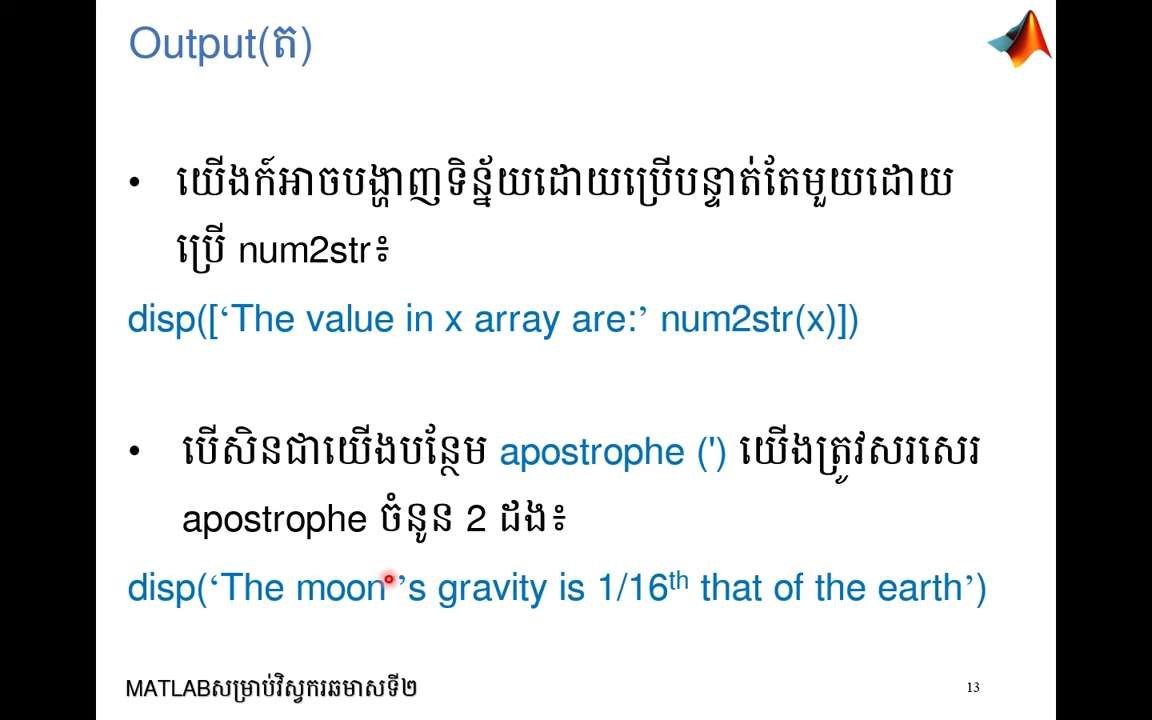 Output(ត)
• យើងក៍អាចបង្ហាញទិន្ន័យដោយប្រើបន្ទាត់តែមួយដោយ
ប្រើ num2str៖
disp([‘The value in x array are:’ num2str(x)])
• បើសិនជាយើងបន្ថែម apostrophe (') យើងត្រូវសរសេរ
apostrophe ចំនួន 2 ដង៖
disp(‘The moon’’s gravity is 1/16th that of the earth’)
MATLABសម្រាប់វិស្វករឆមាសទី២
13